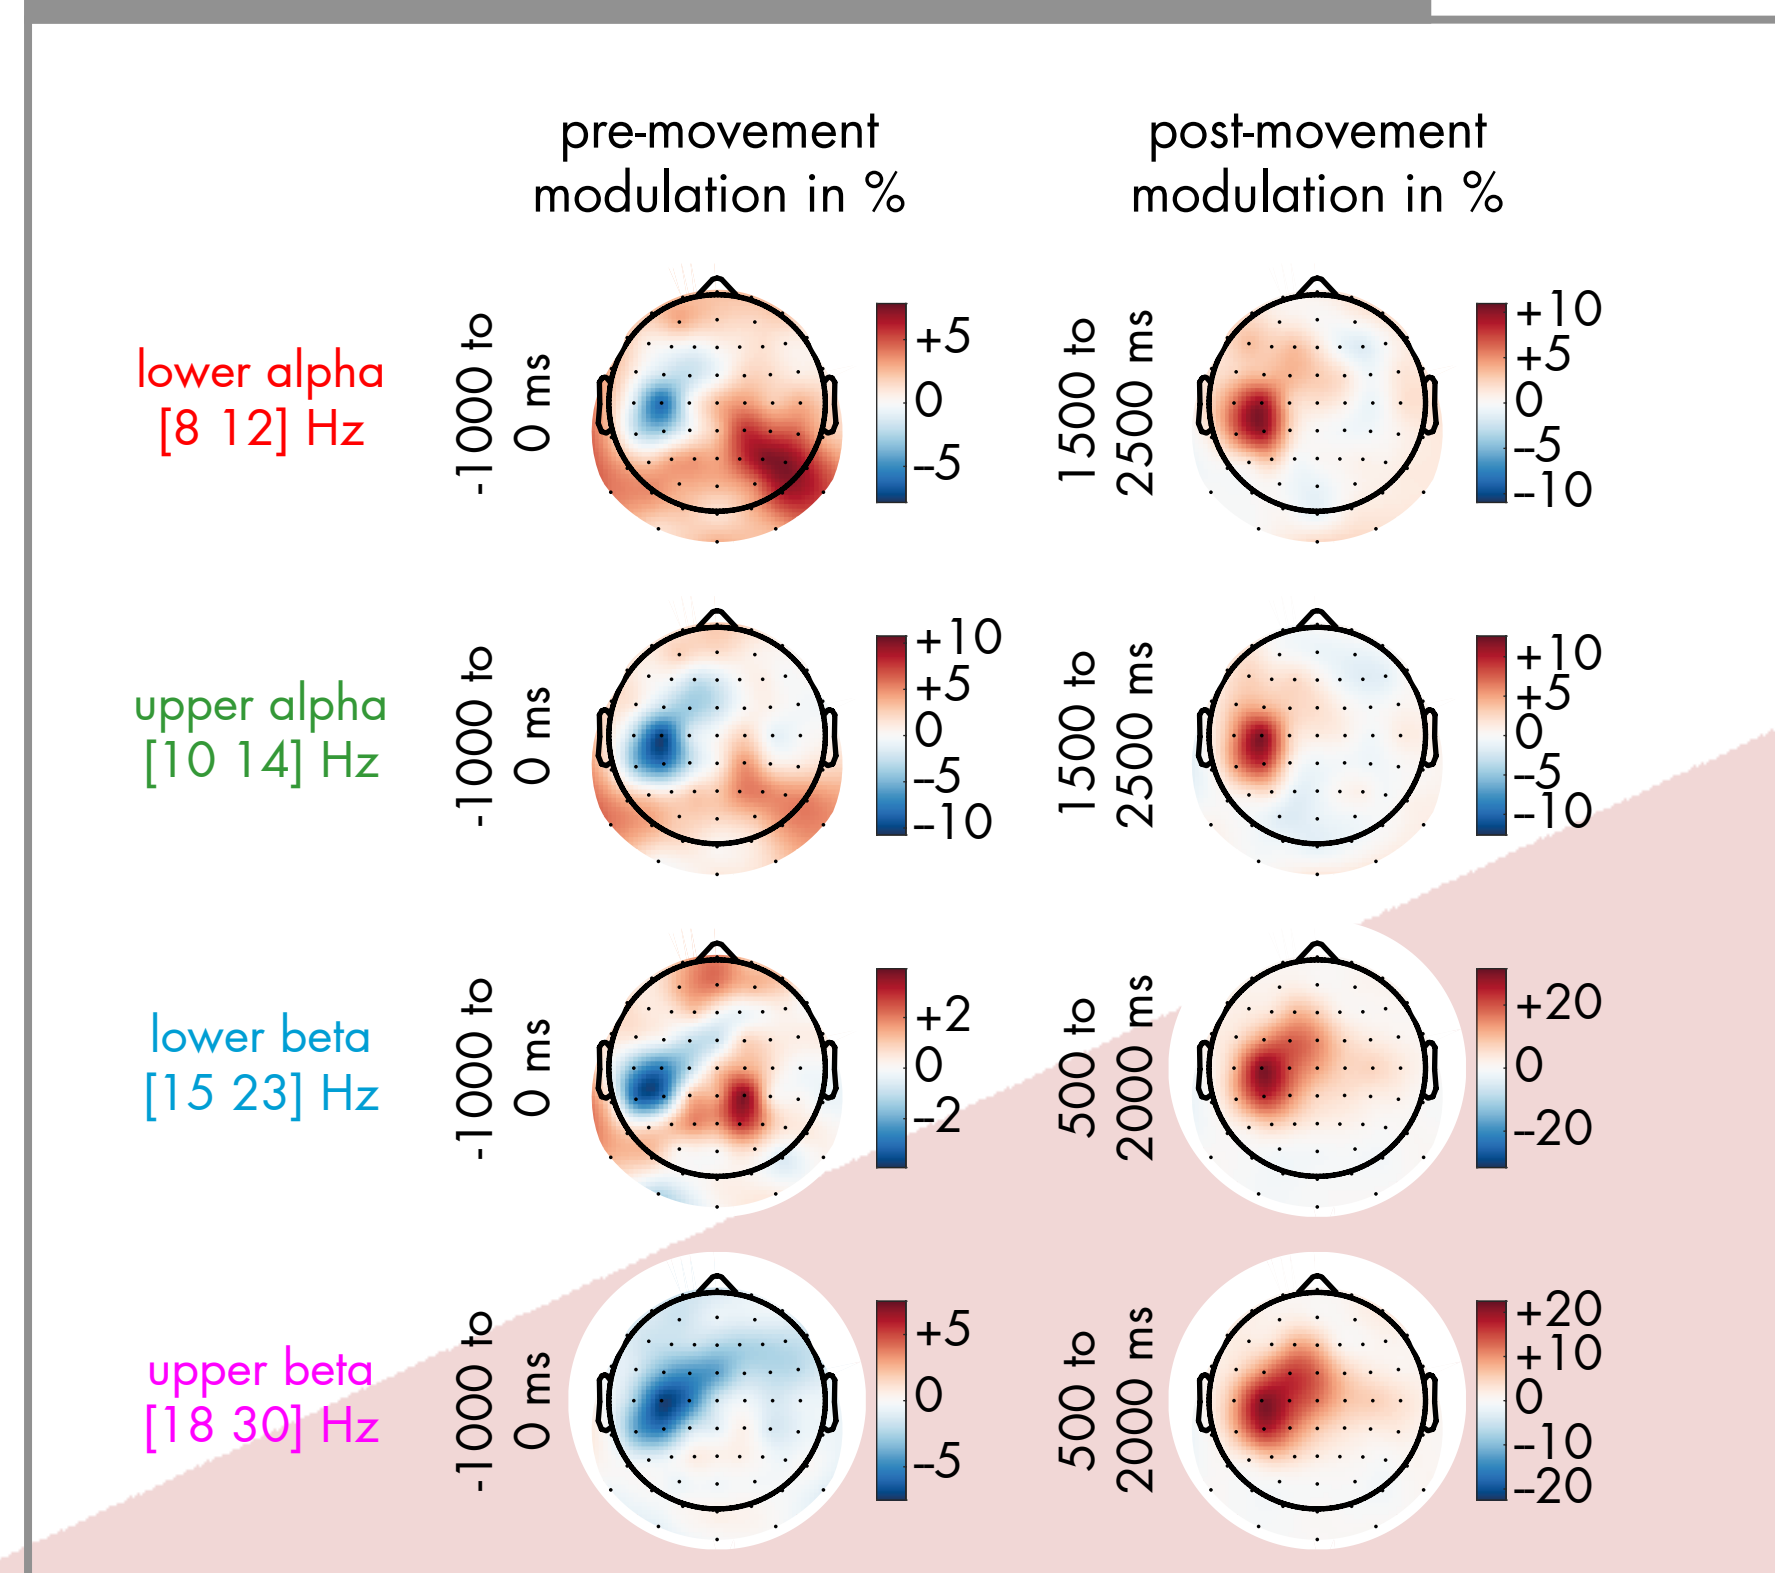 pre-movement
modulation in %
post-movement
modulation in %
lower alpha
[8 12] Hz
-1000 to
0 ms
+5
0
–5
1500 to
2500 ms
+10
+5
0
–5
–10
upper alpha
[10 14] Hz
-1000 to
0 ms
+10
+5
0
–5
–10
1500 to
2500 ms
+10
+5
0
–5
–10
lower beta
[15 23] Hz
-1000 to
0 ms
+2
0
–2
500 to
2000 ms
+20
0
–20
upper beta
[18 30] Hz
-1000 to
0 ms
+5
0
–5
500 to
2000 ms
+20
+10
0
–10
–20